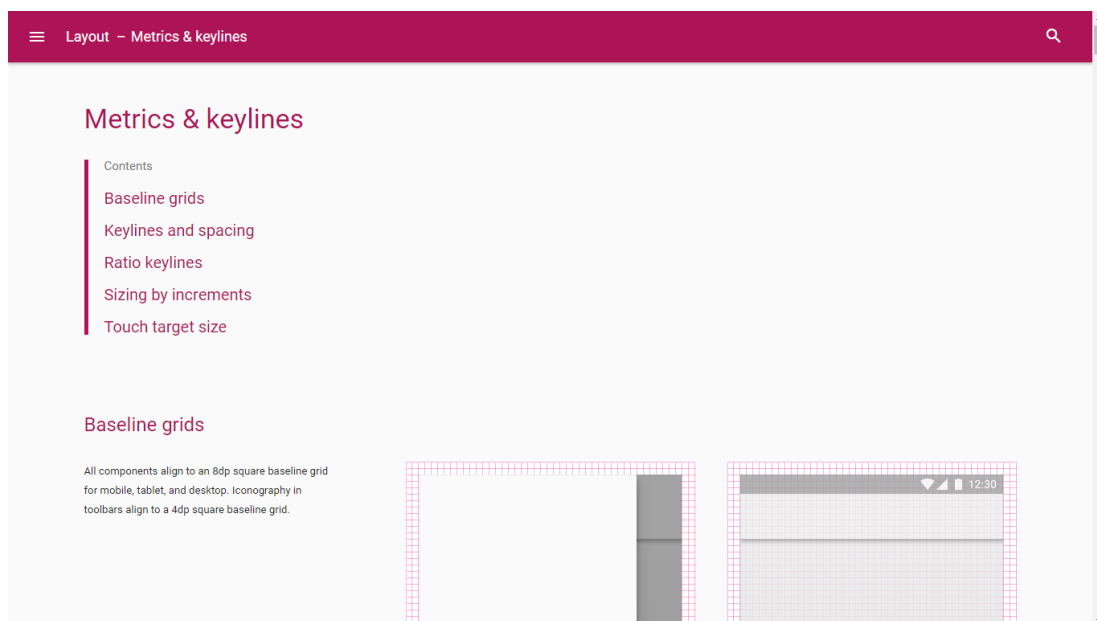 Layout – Metrics & keylines
Metrics & keylines
Contents
Baseline grids
Keylines and spacing
Ratio keylines
Sizing by increments
Touch target size
Baseline grids
All components align to an 8dp square baseline grid
for mobile, tablet, and desktop. Iconography in
toolbars align to a 4dp square baseline grid.
12:30